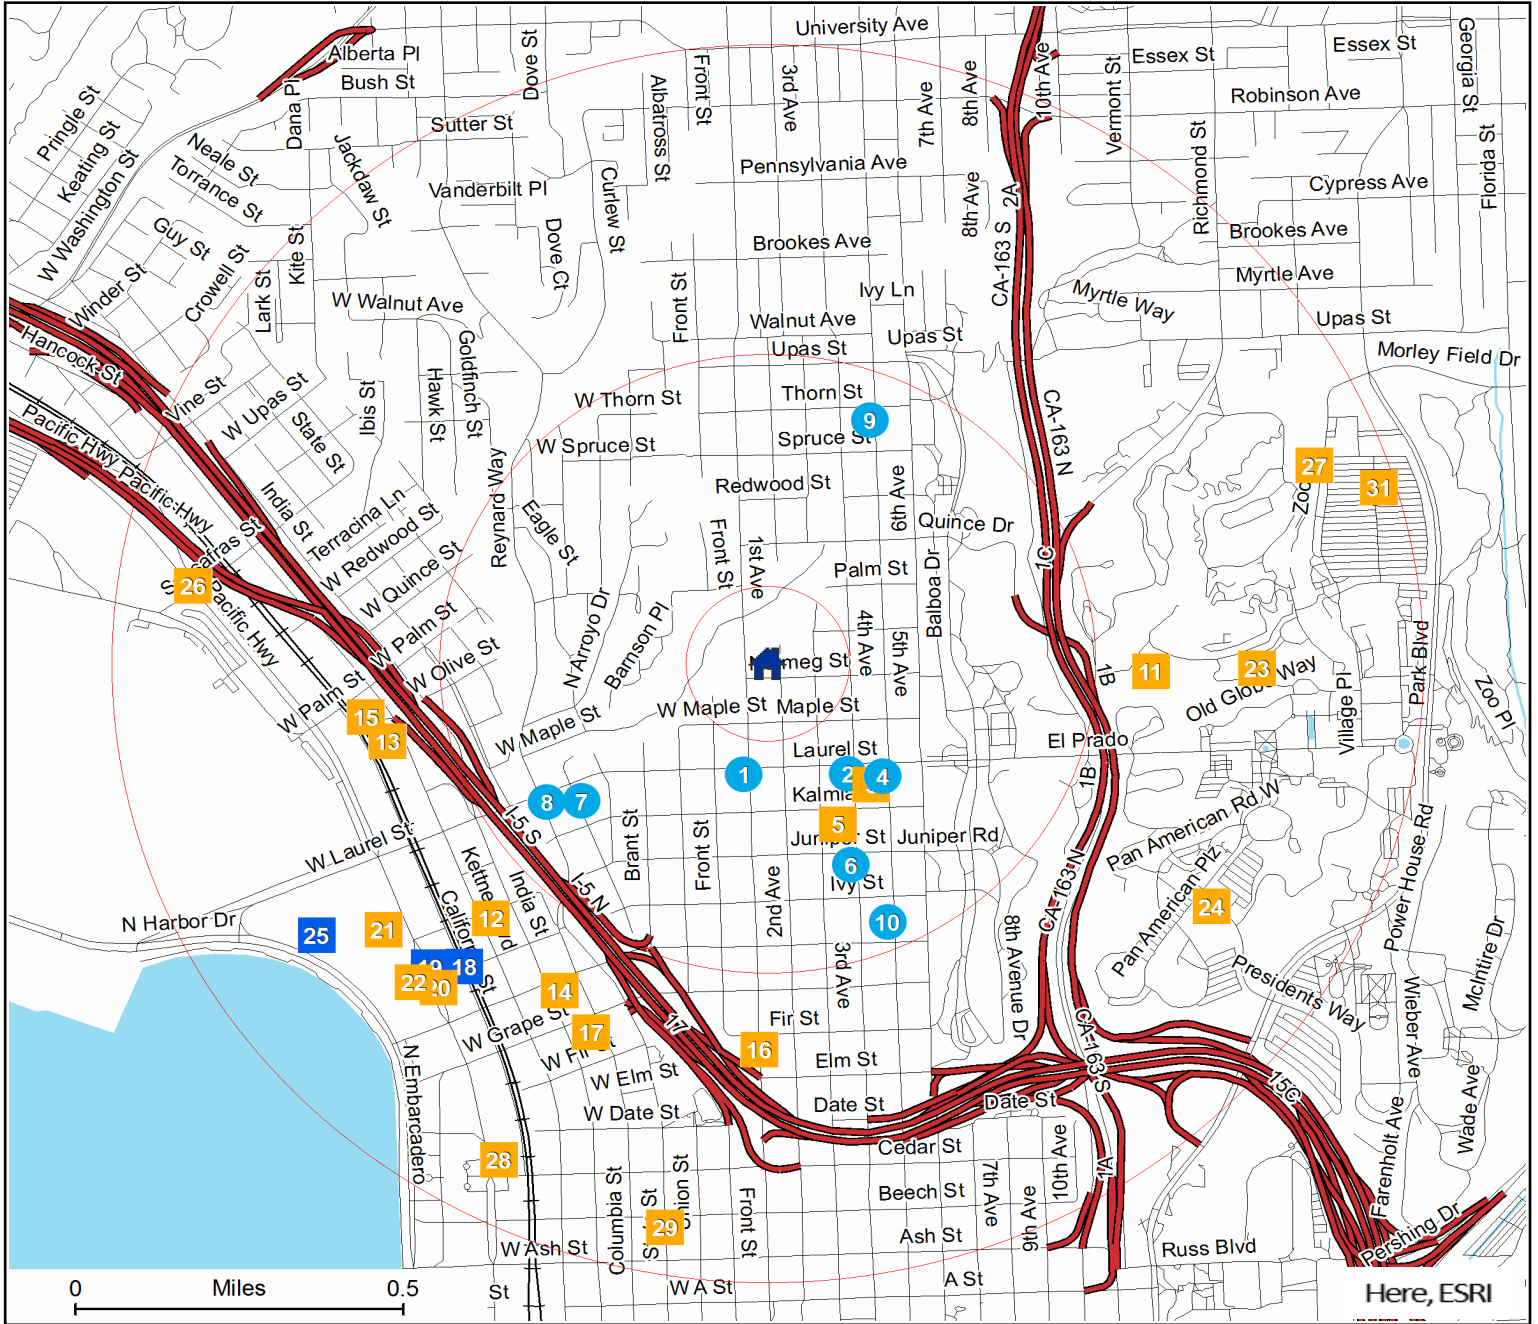 University Ave
Alberta Pl
Bush St
Dana Pl
Dove St
Front St
Albatross St
3rd Ave
7th Ave
8th Ave
10th Ave
Essex St
Essex St
Vermont St
Robinson Ave
Georgia St
Florida St
Pringle St
Keating St
W Washington St
Neale St
Torrance St
Sutter St
Jackdaw St
Vanderbilt Pl
Curlew St
Pennsylvania Ave
8th Ave
2A
CA-163 S
Richmond St
Cypress Ave
Guy St
Crowell St
Kite St
Lark St
Winder St
Dove Ct
Brookes Ave
Brookes Ave
Ivy Ln
Myrtle Ave
Myrtle Way
W Walnut Ave
Front St
Walnut Ave
Upas St
Upas St
Upas St
Morley Field Dr
Hancock St
Goldfinch St
Hawk St
Ibis St
Vine St
W Upas St
State St
W Thorn St
Thorn St
9
W Spruce St
Spruce St
CA-163 N
Pacific Hwy
Pacific Hwy
India St
Terracina Ln
W Redwood St
Reynard Way
Eagle St
Redwood St
6th Ave
Quince Dr
27
31
Zoo
Front St
1st Ave
W Quince St
Palm St
1C
26
Pacific Hwy
W Palm St
W Olive St
N Arroyo Dr
Bamson Pl
4th Ave
5th Ave
Balboa Dr
W Palm St
1B
11
23
Old Globe Way
Village Pl
Park Blvd
Zoo Pl
15
13
W Maple St
W Maple St
Maple St
Laurel St
El Prado
1
2
4
Kalmia
8
7
5
Juniper St
Juniper Rd
1B
Pan American Rd W
I-5 S
Brant St
Front St
W Laurel St
6
Ivy St
CA-163 N
Pan American Plz
Power House Rd
Kettner
India St
I-5 N
2nd Ave
10
24
N Harbor Dr
25
21
12
19
18
22
20
14
3rd Ave
8th Avenue Dr
Presidents Way
McIntire Dr
Wieber Ave
W Grape St
17
17
16
Fir St
CA-163 S
W Fir St
Elm St
W Elm St
N Embarcadero
W Date St
Date St
Date St
15C
Wade Ave
Farenholt Ave
Cedar St
28
10th Ave
1A
Beech St
7th Ave
9th Ave
Columbia St
29
Front St
Ash St
W Ash St
Russ Blvd
Pershing Dr
St
W A St
A St
0 Miles 0.5
Here, ESRI